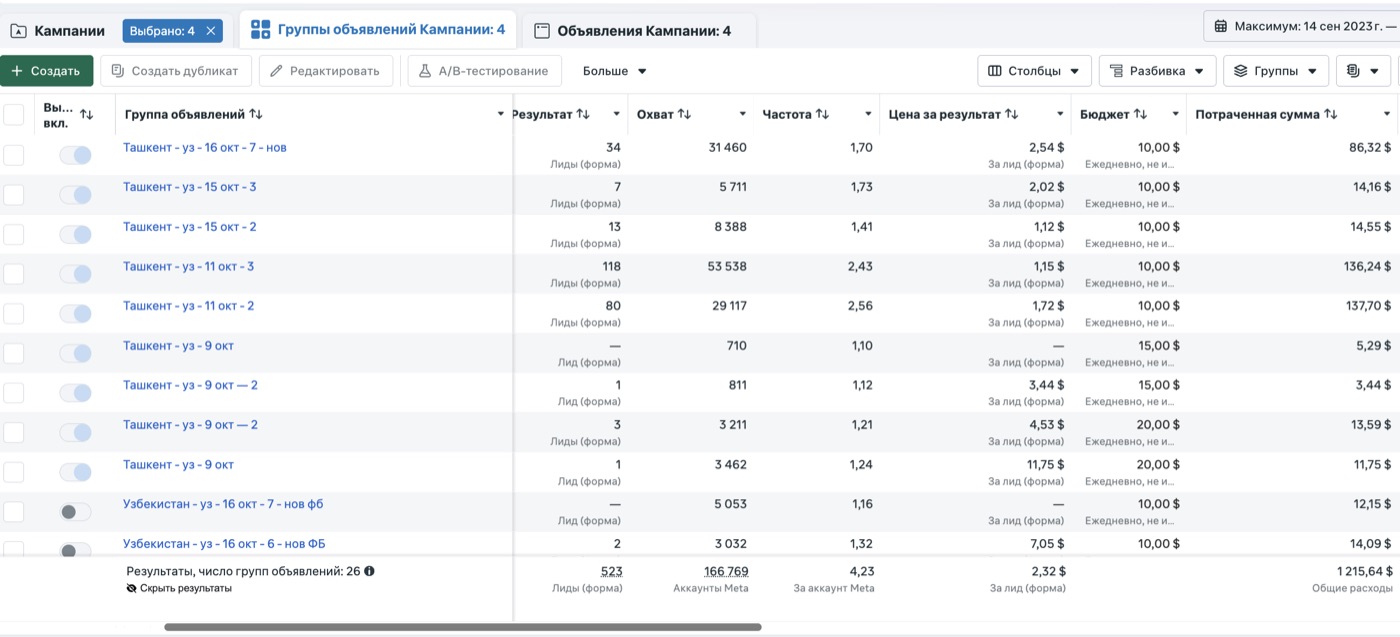 Кампании
Выбрано: 4
Группы объявлений Кампании: 4
Объявления Кампании: 4
Максимум: 14 сен 2023 г. —
Создать
Создать дубликат
Редактировать
A/B-тестирование
Больше
Столбцы
Разбивка
Группы
Вы... вкл.
Группа объявлений
Результат
Охват
Частота
Цена за результат
Бюджет
Потраченная сумма
Ташкент - уз - 16 окт - 7 - нов 34 31 460 1,70 2,54 $ 10,00 $ 86,32 $
Лиды (форма) За лид (форма) Ежедневно, не и...
Ташкент - уз - 15 окт - 3 7 5 711 1,73 2,02 $ 10,00 $ 14,16 $
Лиды (форма) За лид (форма) Ежедневно, не и...
Ташкент - уз - 15 окт - 2 13 8 388 1,41 1,12 $ 10,00 $ 14,55 $
Лиды (форма) За лид (форма) Ежедневно, не и...
Ташкент - уз - 11 окт - 3 118 53 538 2,43 1,15 $ 10,00 $ 136,24 $
Лиды (форма) За лид (форма) Ежедневно, не и...
Ташкент - уз - 11 окт - 2 80 29 117 2,56 1,72 $ 10,00 $ 137,70 $
Лиды (форма) За лид (форма) Ежедневно, не и...
Ташкент - уз - 9 окт — 710 1,10 — 15,00 $ 5,29 $
Лид (форма) За лид (форма) Ежедневно, не и...
Ташкент - уз - 9 окт — 2 1 811 1,12 3,44 $ 15,00 $ 3,44 $
Лид (форма) За лид (форма) Ежедневно, не и...
Ташкент - уз - 9 окт — 2 3 3 211 1,21 4,53 $ 20,00 $ 13,59 $
Лиды (форма) За лид (форма) Ежедневно, не и...
Ташкент - уз - 9 окт 1 3 462 1,24 11,75 $ 20,00 $ 11,75 $
Лид (форма) За лид (форма) Ежедневно, не и...
Узбекистан - уз - 16 окт - 7 - нов фб — 5 053 1,16 — 10,00 $ 12,15 $
Лид (форма) За лид (форма) Ежедневно, не и...
Узбекистан - уз - 16 окт - 6 - нов ФБ 2 3 032 1,32 7,05 $ 10,00 $ 14,09 $
Результаты, число групп объявлений: 26 523 166 769 4,23 2,32 $ 1 215,64 $
Скрыть результаты Лиды (форма) Аккаунты Meta За аккаунт Meta За лид (форма) Общие расходы